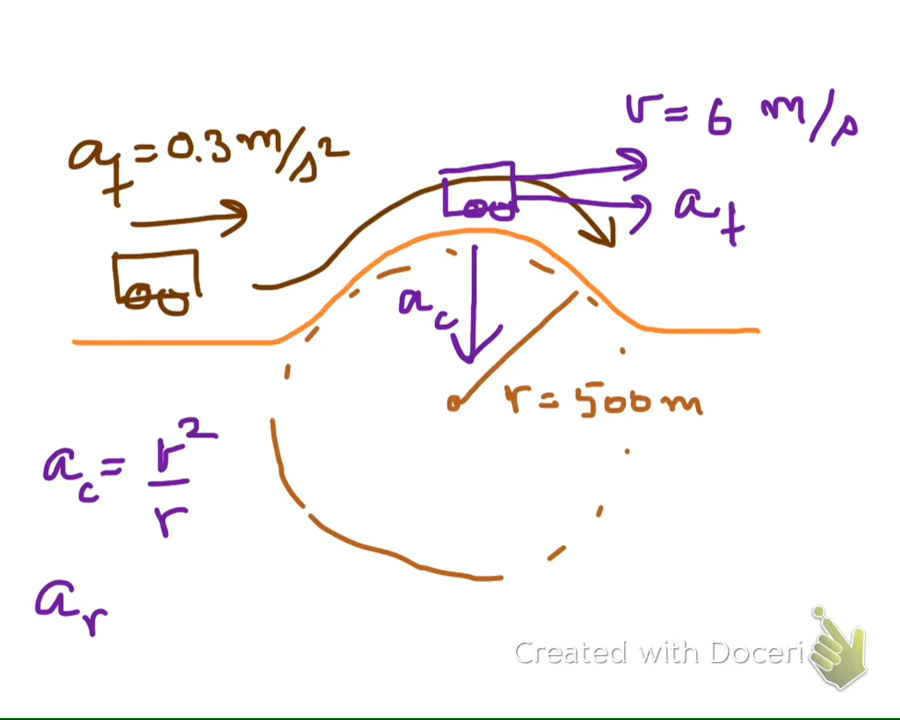 v = 6 m/s
a_t = 0.3 m/s²
a_t
a_c
r = 500 m
a_c = v²/r
a_r
Created with Doceri